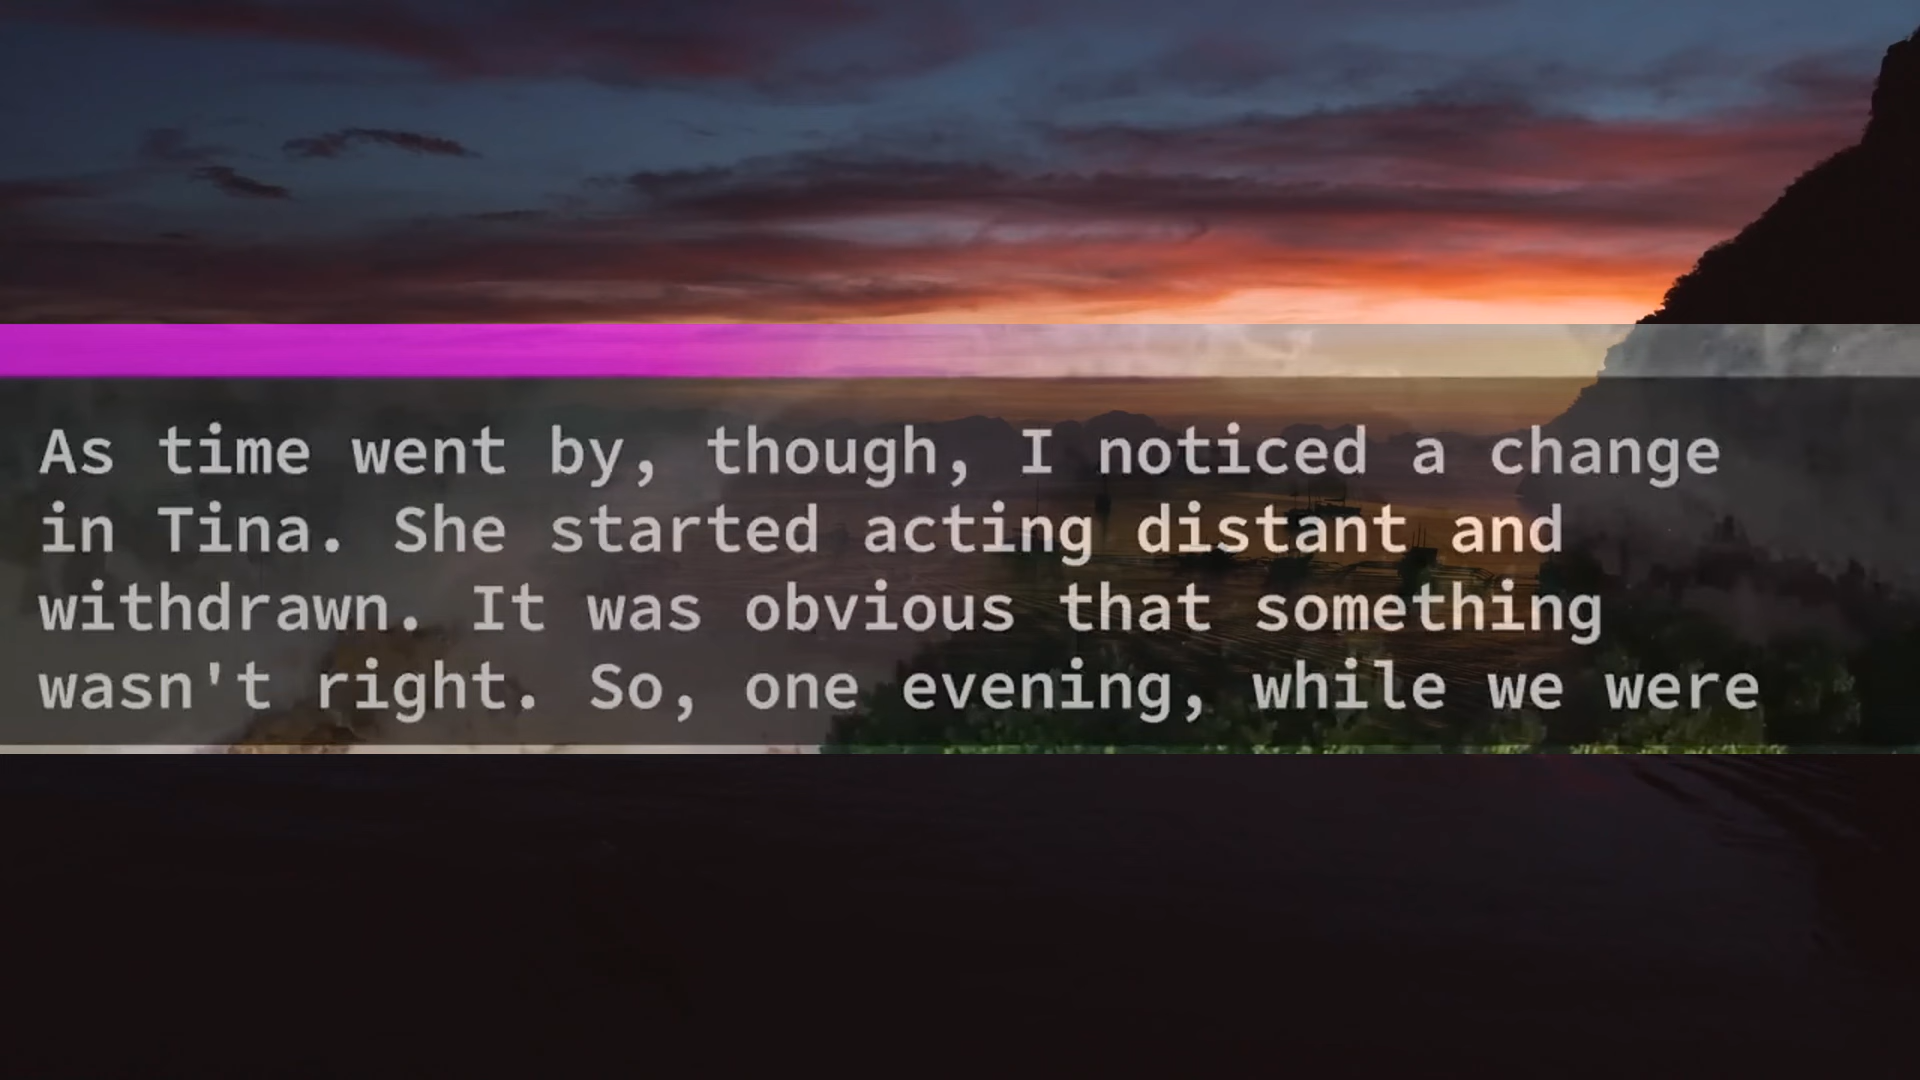 As time went by, though, I noticed a change
in Tina. She started acting distant and
withdrawn. It was obvious that something
wasn't right. So, one evening, while we were